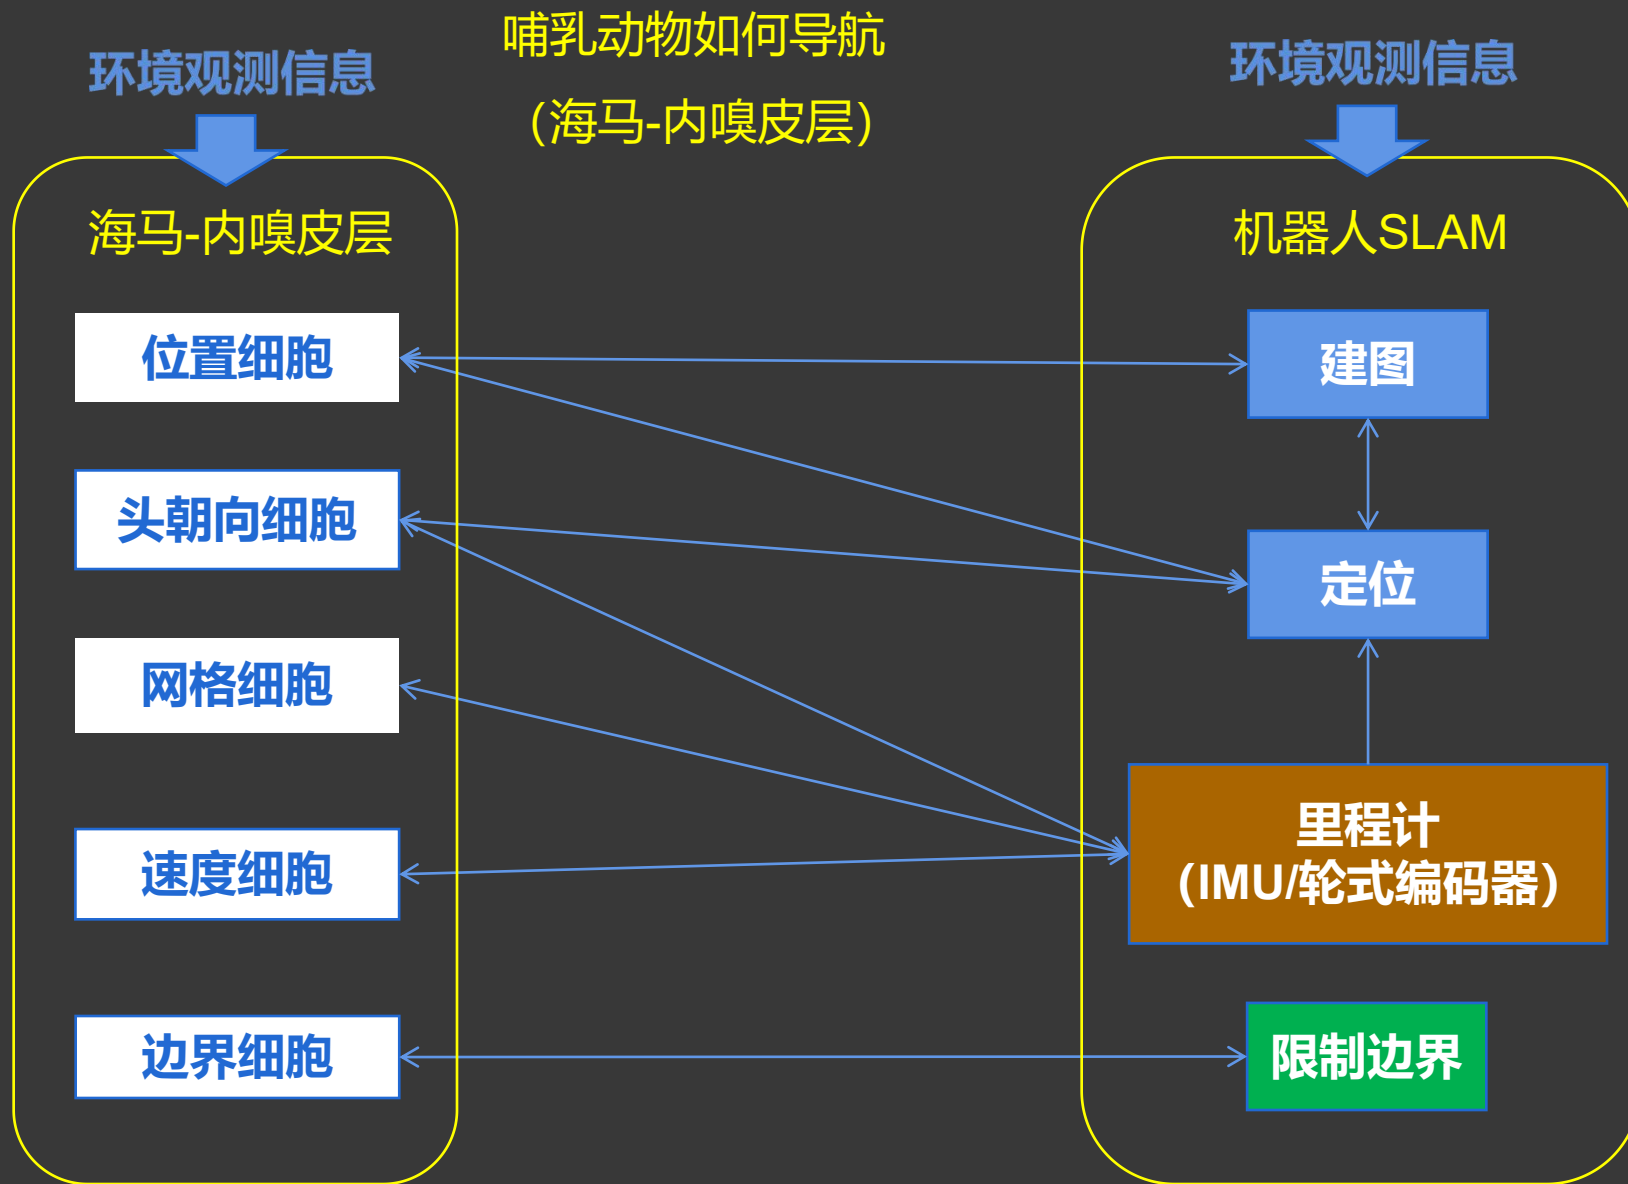 哺乳动物如何导航
（海马-内嗅皮层）
环境观测信息
海马-内嗅皮层
位置细胞
头朝向细胞
网格细胞
速度细胞
边界细胞
环境观测信息
机器人SLAM
建图
定位
里程计
（IMU/轮式编码器）
限制边界